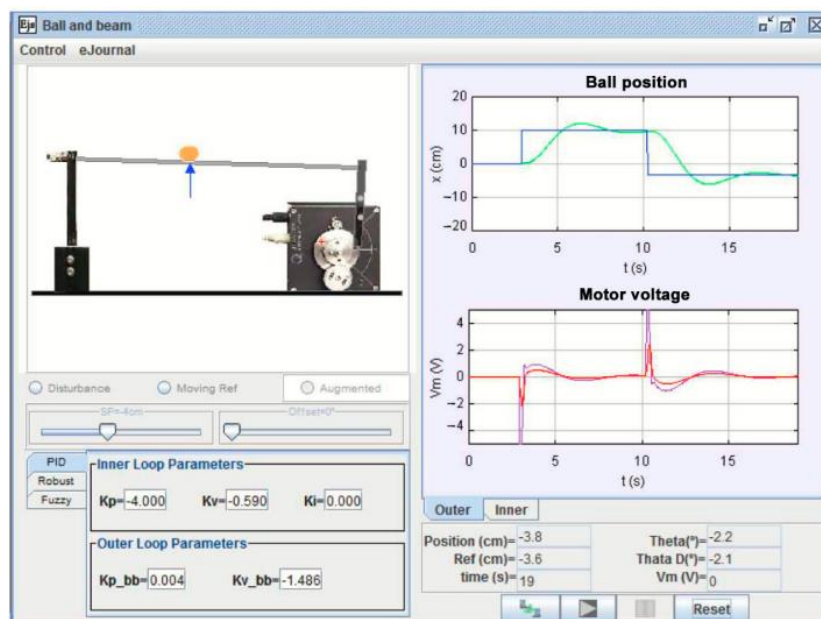 Ejs Ball and beam
Control eJournal
Ball position
20
10
0
−10
−20
x (cm)
0 5 10 15
t (s)
Motor voltage
4
2
0
−2
−4
Vm (V)
0 5 10 15
t (s)
Disturbance Moving Ref Augmented
SP=-4cm Offset=0°
PID
Robust
Fuzzy
Inner Loop Parameters
Kp=-4.000 Kv=-0.590 Ki=0.000
Outer Loop Parameters
Kp_bb=0.004 Kv_bb=-1.486
Outer Inner
Position (cm)=-3.8 Theta(°)=-2.2
Ref (cm)=-3.6 Thata D(°)=-2.1
time (s)=19 Vm (V)=0
Reset